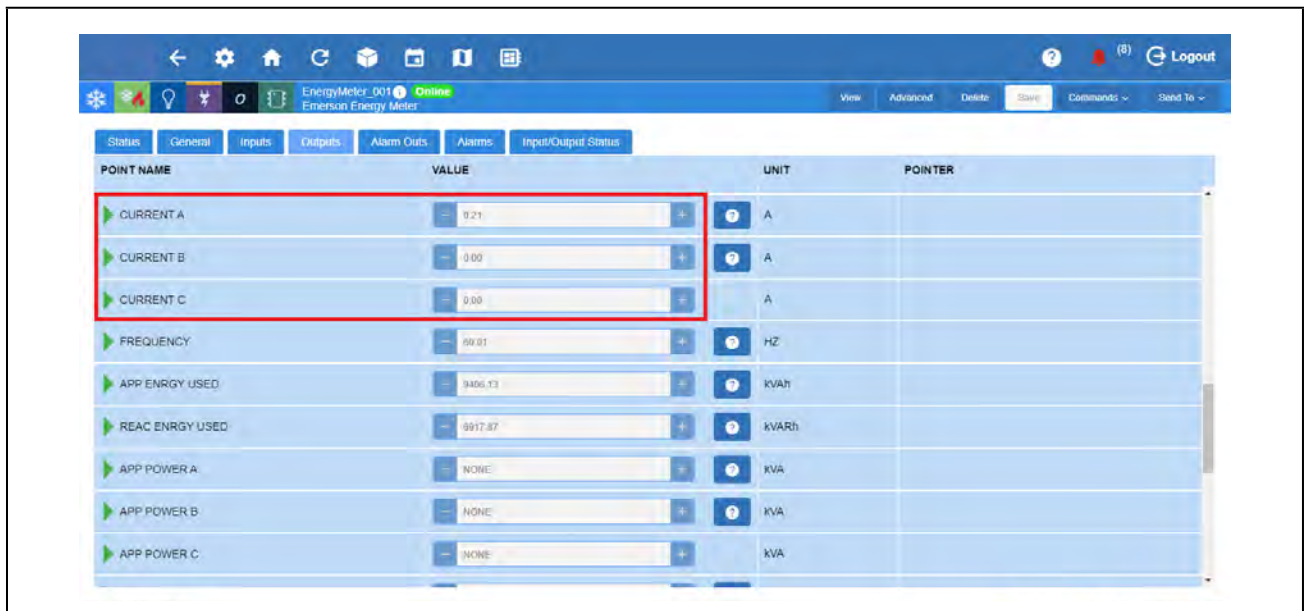 (8) Logout
EnergyMeter_001 Online
Emerson Energy Meter
View Advanced Delete Save Commands Send To
Status General Inputs Outputs Alarm Outs Alarms Input/Output Status
POINT NAME VALUE UNIT POINTER
CURRENT A 0.21 ? A
CURRENT B 0.00 ? A
CURRENT C 0.00 A
FREQUENCY 60.01 ? HZ
APP ENRGY USED 9406.13 ? kVAh
REAC ENRGY USED 6917.87 ? kVARh
APP POWER A NONE ? kVA
APP POWER B NONE ? kVA
APP POWER C NONE kVA